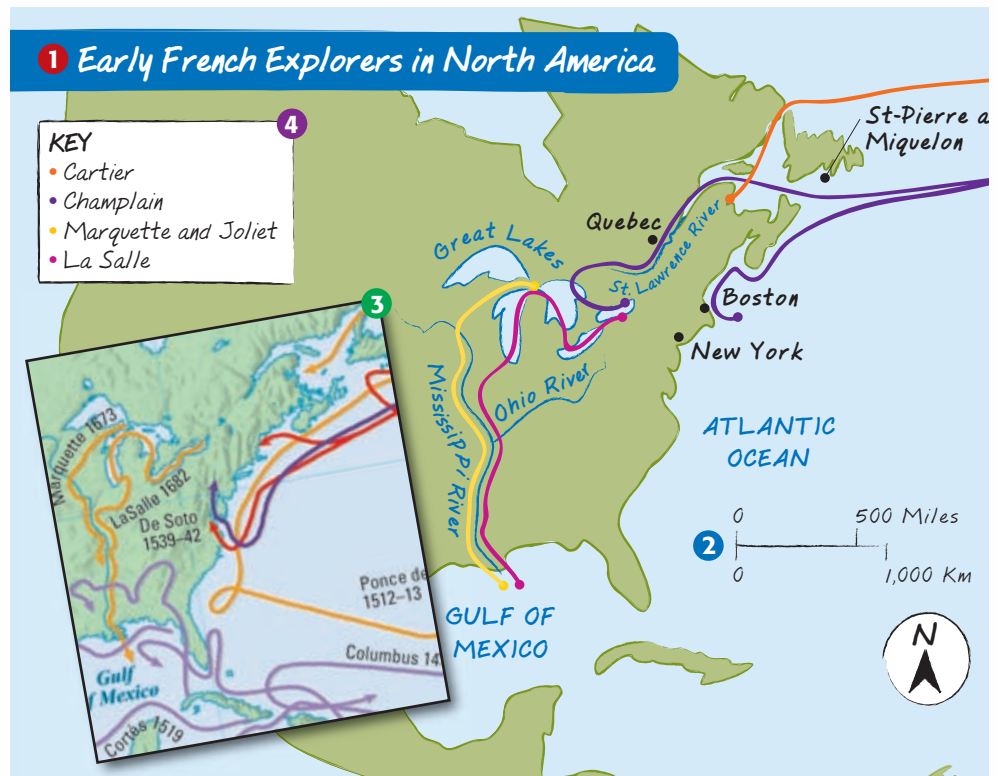 1 Early French Explorers in North America
4
KEY
• Cartier
• Champlain
• Marquette and Joliet
• La Salle
St-Pierre a
Miquelon
Quebec
Great Lakes
St. Lawrence River
Boston
New York
Ohio River
Mississippi River
ATLANTIC
OCEAN
2
0
500 Miles
0
1,000 Km
N
GULF OF
MEXICO
3
Marquette 1673
LaSalle 1682
De Soto
1539–42
Ponce de
1512–13
Columbus 14
Gulf
f Mexico
Cortès 1519